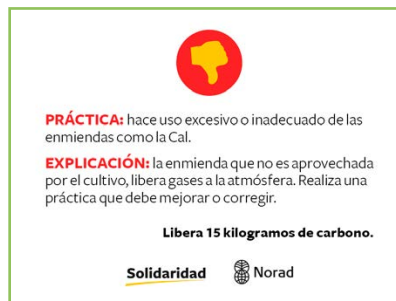 PRÁCTICA: hace uso excesivo o inadecuado de las
enmiendas como la Cal.
EXPLICACIÓN: la enmienda que no es aprovechada
por el cultivo, libera gases a la atmósfera. Realiza una
práctica que debe mejorar o corregir.
Libera 15 kilogramos de carbono.
Solidaridad Norad